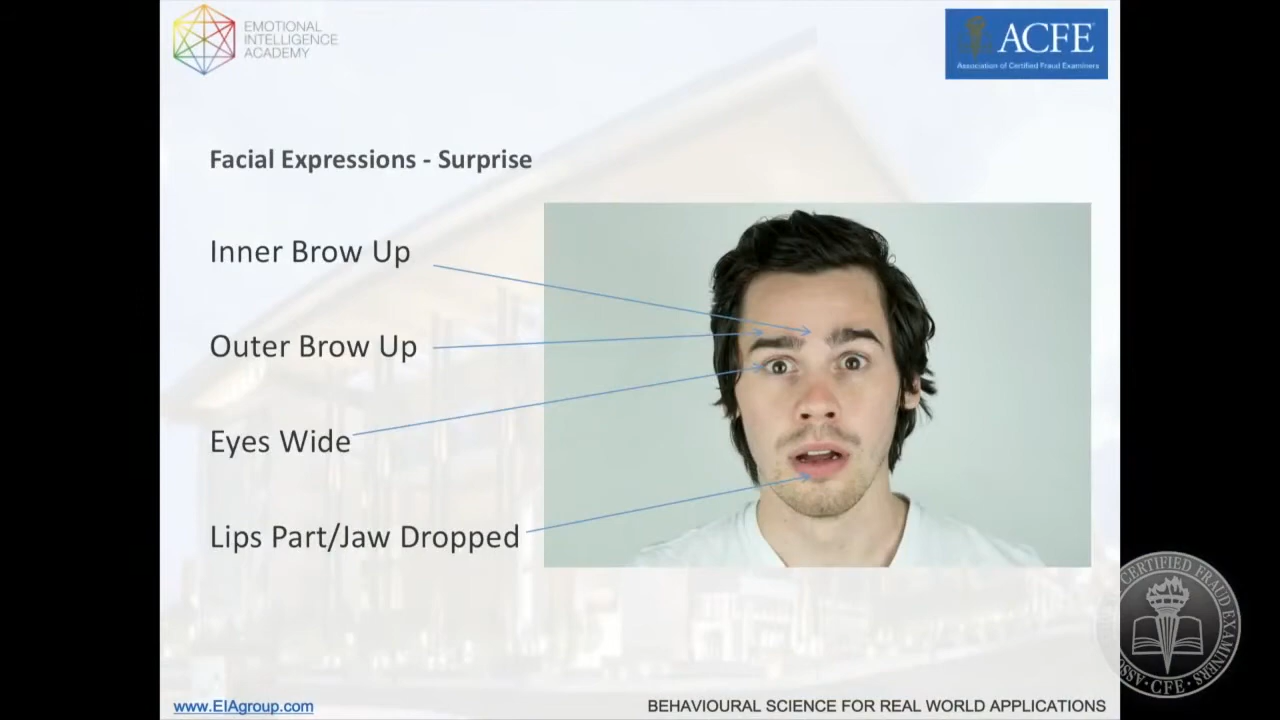 EMOTIONAL
INTELLIGENCE
ACADEMY
ACFE
Association of Certified Fraud Examiners
Facial Expressions - Surprise
Inner Brow Up
Outer Brow Up
Eyes Wide
Lips Part/Jaw Dropped
CERTIFIED FRAUD EXAMINERS
ASSO
CFE
www.EIAgroup.com
BEHAVIOURAL SCIENCE FOR REAL WORLD APPLICATIONS